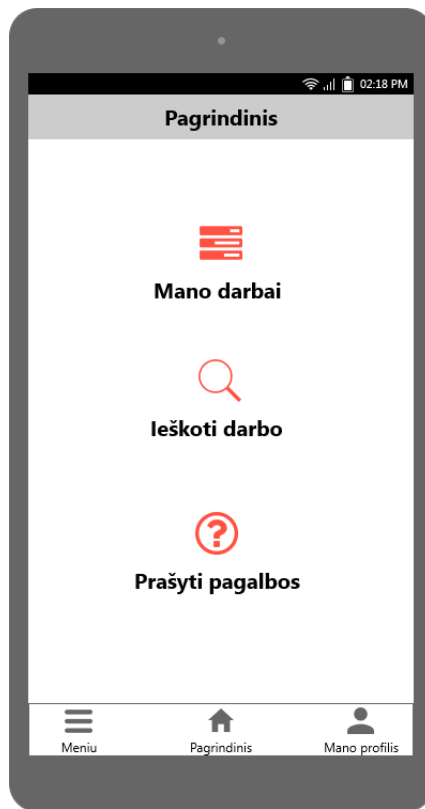 02:18 PM
Pagrindinis
Mano darbai
Ieškoti darbo
Prašyti pagalbos
Meniu Pagrindinis Mano profilis